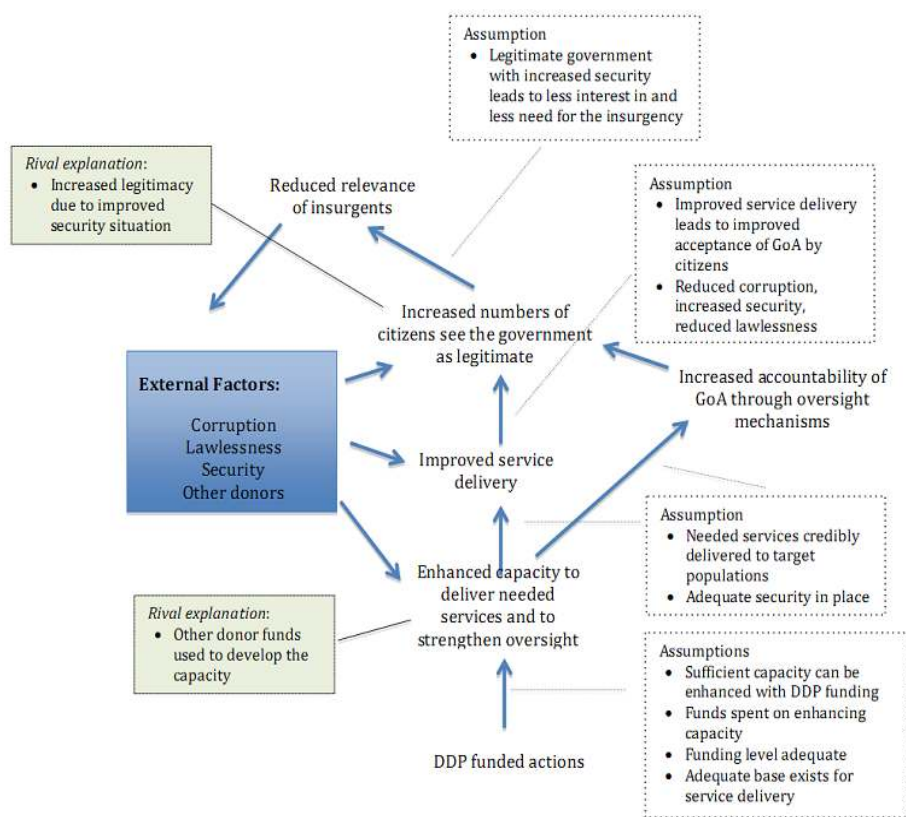 Assumption
• Legitimate government
with increased security
leads to less interest in and
less need for the insurgency
Rival explanation:
• Increased legitimacy
due to improved
security situation
Reduced relevance
of insurgents
Assumption
• Improved service delivery
leads to improved
acceptance of GoA by
citizens
• Reduced corruption,
increased security,
reduced lawlessness
Increased numbers of
citizens see the government
as legitimate
External Factors:
Corruption
Lawlessness
Security
Other donors
Increased accountability of
GoA through oversight
mechanisms
Improved service
delivery
Assumption
• Needed services credibly
delivered to target
populations
• Adequate security in place
Enhanced capacity to
deliver needed
services and to
strengthen oversight
Rival explanation:
• Other donor funds
used to develop the
capacity
Assumptions
• Sufficient capacity can be
enhanced with DDP funding
• Funds spent on enhancing
capacity
• Funding level adequate
• Adequate base exists for
service delivery
DDP funded actions